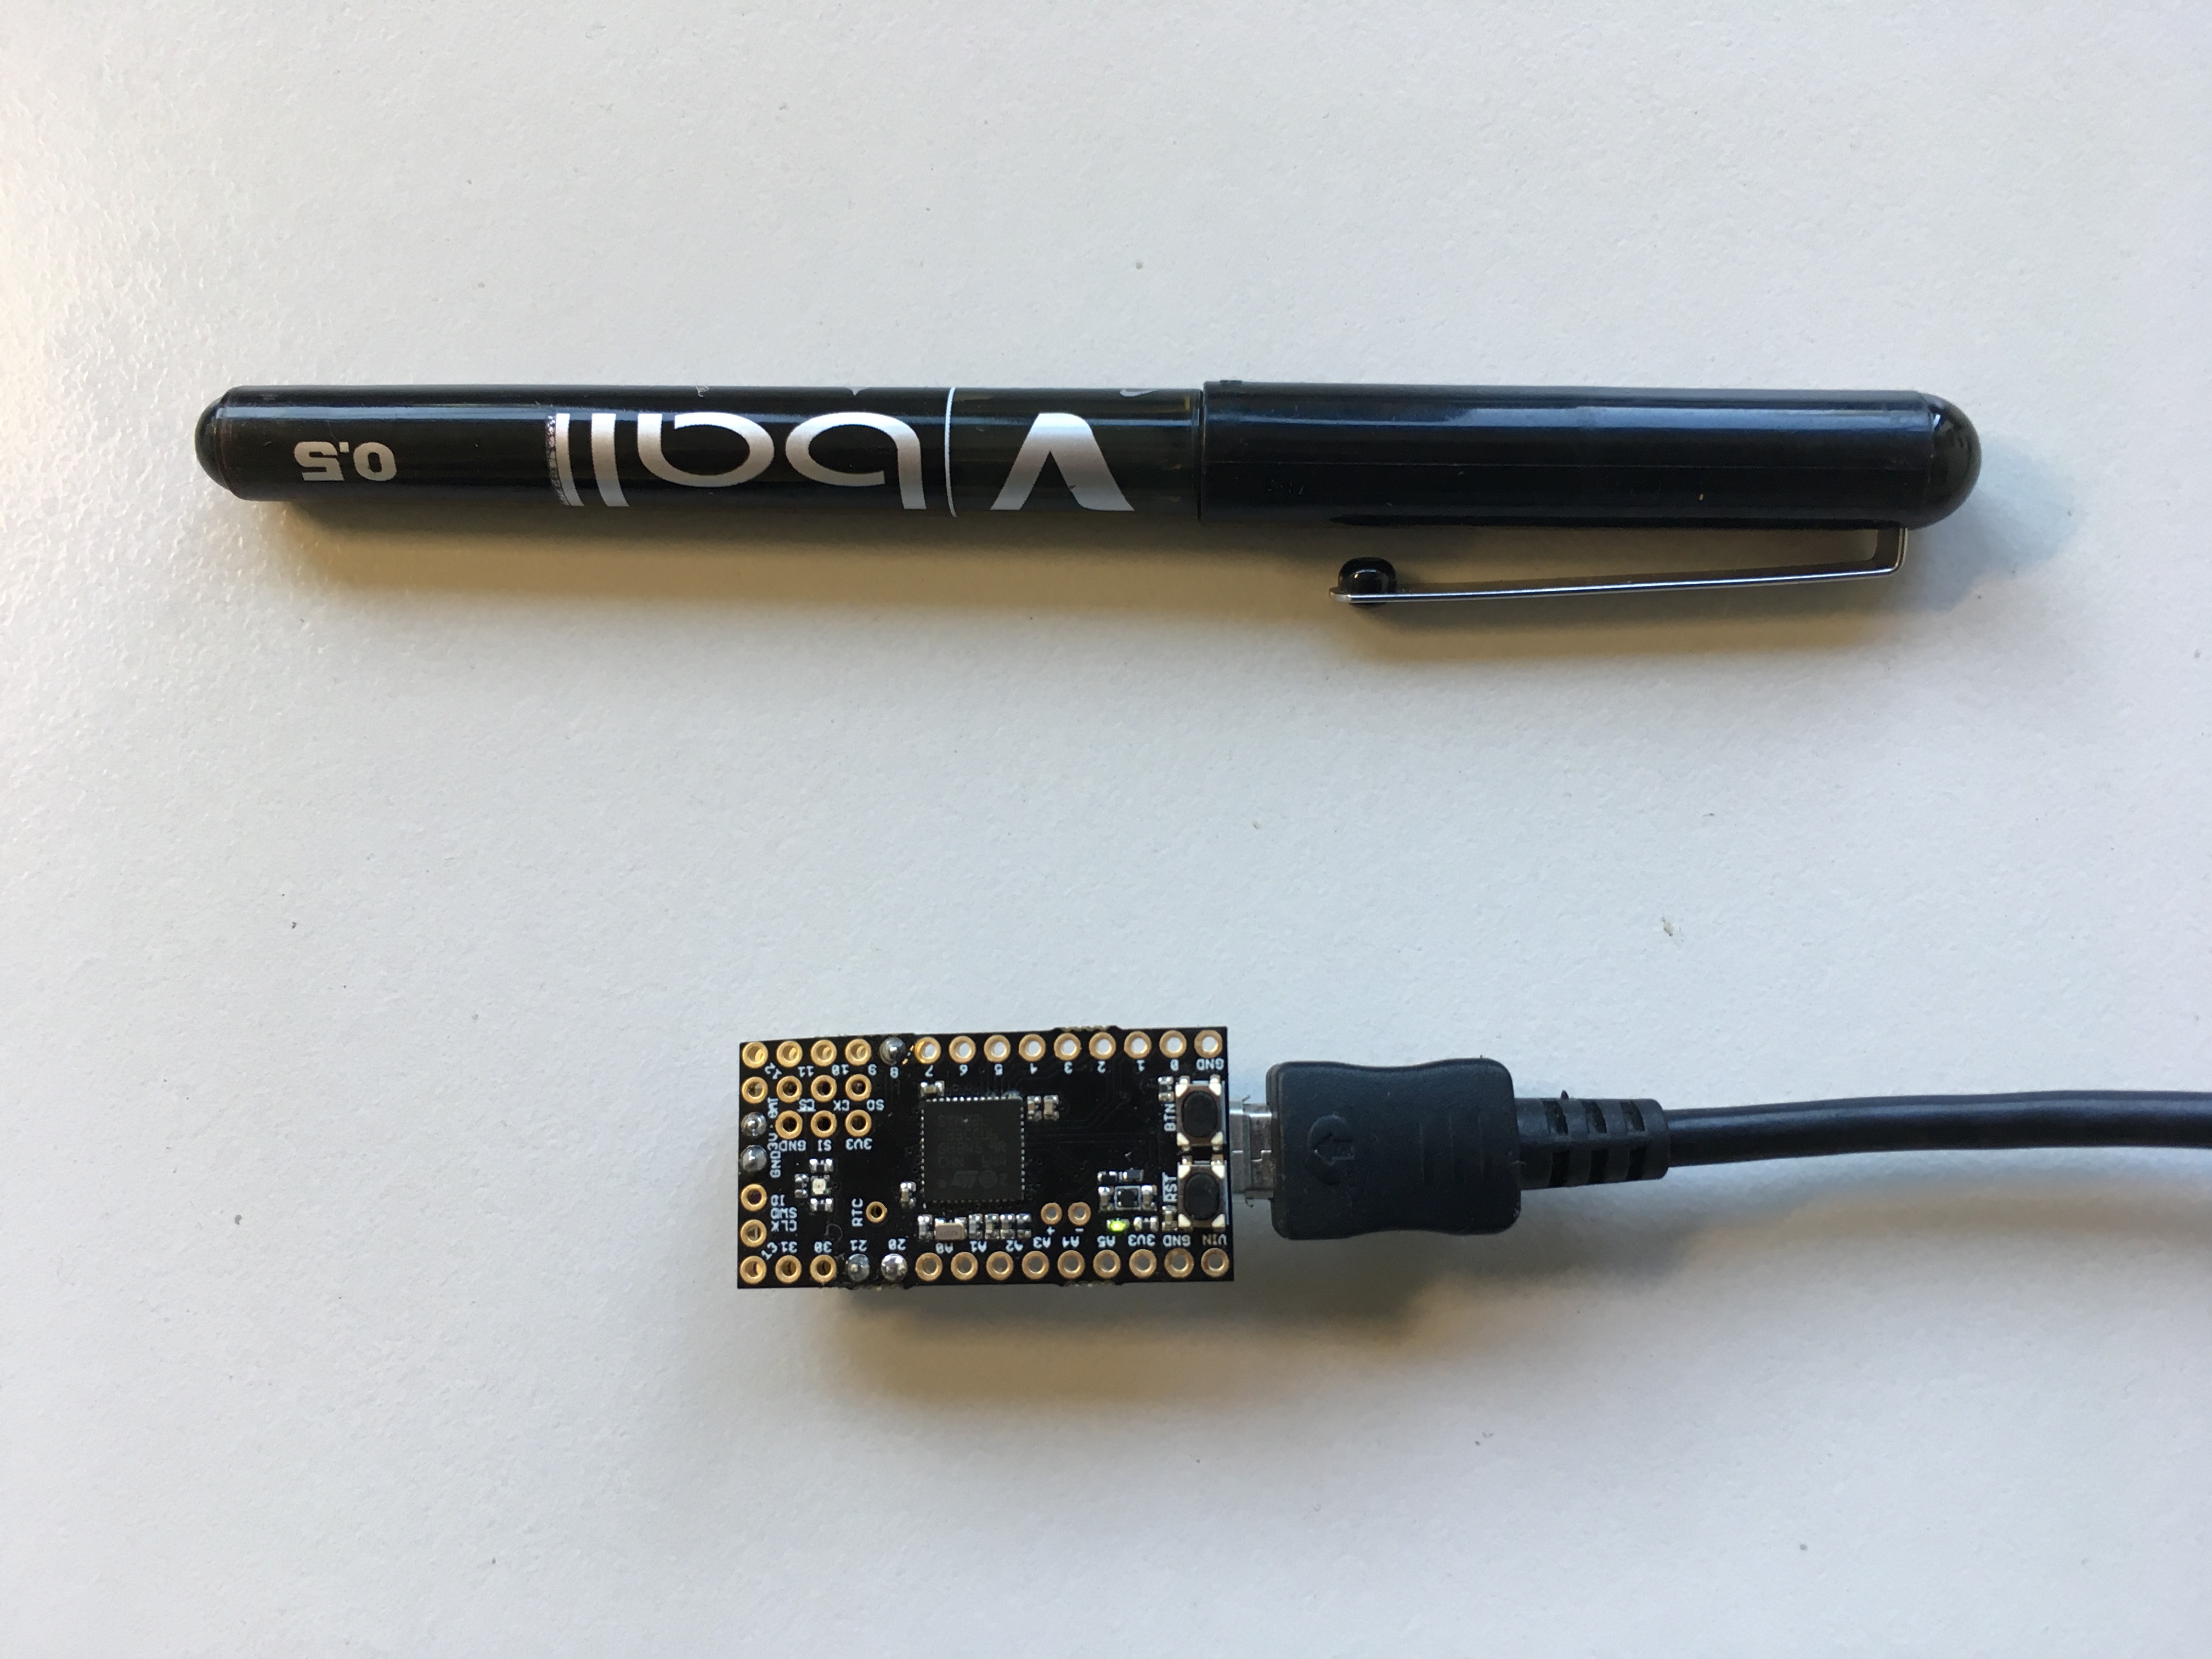 13
CLK
SWD
IO
GND
3V
BAT
12
31
30
21
20
RTC
GND
CS
SI
CK
3V3
SO
11
10
9
8
A0
A1
A2
A3
A4
A5
3V3
GND
VIN
+
-
7
6
5
4
3
2
1
0
GND
RST
BTN
V ball
0.5